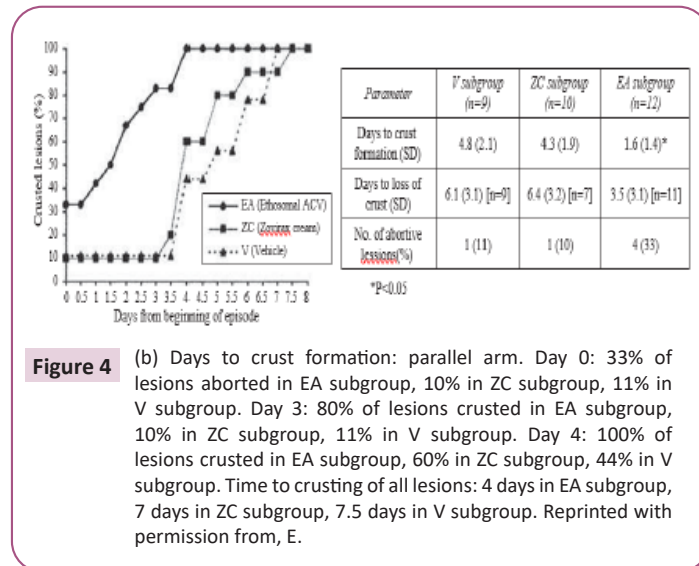 Crusted lesions (%)
100
90
80
70
60
50
40
30
20
10
0
EA (Ethosomal ACV)
ZC (Zovirax cream)
V (Vehicle)
0 0.5 1 1.5 2 2.5 3 3.5 4 4.5 5 5.5 6 6.5 7 7.5 8
Days from beginning of episode
Parameter V subgroup (n=9) ZC subgroup (n=10) EA subgroup (n=12)
Days to crust formation (SD) 4.8 (2.1) 4.3 (1.9) 1.6 (1.4)*
Days to loss of crust (SD) 6.1 (3.1) [n=9] 6.4 (3.2) [n=7] 3.5 (3.1) [n=11]
No. of abortive lessions(%) 1 (11) 1 (10) 4 (33)
*P<0.05
Figure 4
(b) Days to crust formation: parallel arm. Day 0: 33% of
lesions aborted in EA subgroup, 10% in ZC subgroup, 11% in
V subgroup. Day 3: 80% of lesions crusted in EA subgroup,
10% in ZC subgroup, 11% in V subgroup. Day 4: 100% of
lesions crusted in EA subgroup, 60% in ZC subgroup, 44% in V
subgroup. Time to crusting of all lesions: 4 days in EA subgroup,
7 days in ZC subgroup, 7.5 days in V subgroup. Reprinted with
permission from, E.